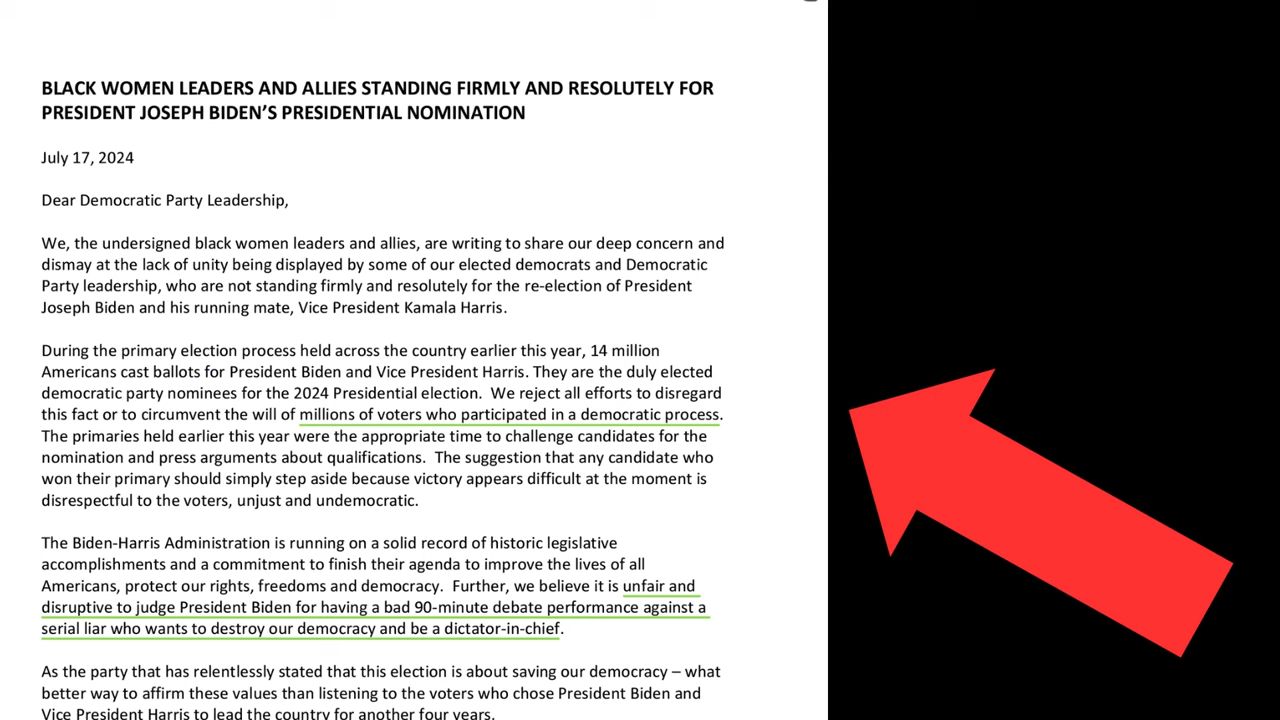 BLACK WOMEN LEADERS AND ALLIES STANDING FIRMLY AND RESOLUTELY FOR
PRESIDENT JOSEPH BIDEN’S PRESIDENTIAL NOMINATION
July 17, 2024
Dear Democratic Party Leadership,
We, the undersigned black women leaders and allies, are writing to share our deep concern and
dismay at the lack of unity being displayed by some of our elected democrats and Democratic
Party leadership, who are not standing firmly and resolutely for the re-election of President
Joseph Biden and his running mate, Vice President Kamala Harris.
During the primary election process held across the country earlier this year, 14 million
Americans cast ballots for President Biden and Vice President Harris. They are the duly elected
democratic party nominees for the 2024 Presidential election.  We reject all efforts to disregard
this fact or to circumvent the will of millions of voters who participated in a democratic process.
The primaries held earlier this year were the appropriate time to challenge candidates for the
nomination and press arguments about qualifications.  The suggestion that any candidate who
won their primary should simply step aside because victory appears difficult at the moment is
disrespectful to the voters, unjust and undemocratic.
The Biden-Harris Administration is running on a solid record of historic legislative
accomplishments and a commitment to finish their agenda to improve the lives of all
Americans, protect our rights, freedoms and democracy.  Further, we believe it is unfair and
disruptive to judge President Biden for having a bad 90-minute debate performance against a
serial liar who wants to destroy our democracy and be a dictator-in-chief.
As the party that has relentlessly stated that this election is about saving our democracy – what
better way to affirm these values than listening to the voters who chose President Biden and
Vice President Harris to lead the country for another four years.